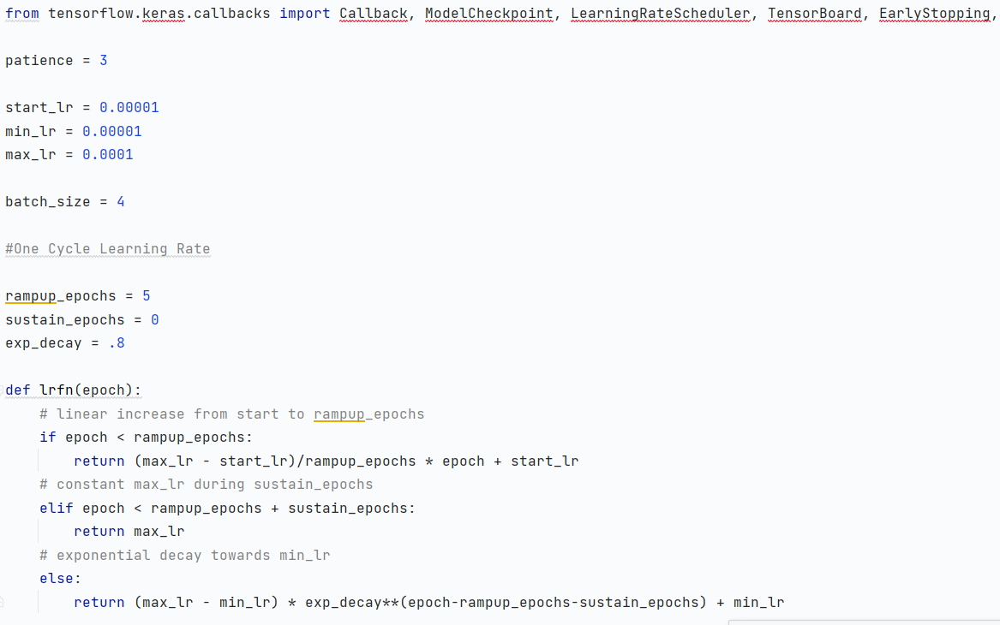 from tensorflow.keras.callbacks import Callback, ModelCheckpoint, LearningRateScheduler, TensorBoard, EarlyStopping,
patience = 3
start_lr = 0.00001
min_lr = 0.00001
max_lr = 0.0001
batch_size = 4
#One Cycle Learning Rate
rampup_epochs = 5
sustain_epochs = 0
exp_decay = .8
def lrfn(epoch):
    # linear increase from start to rampup_epochs
    if epoch < rampup_epochs:
        return (max_lr - start_lr)/rampup_epochs * epoch + start_lr
    # constant max_lr during sustain_epochs
    elif epoch < rampup_epochs + sustain_epochs:
        return max_lr
    # exponential decay towards min_lr
    else:
        return (max_lr - min_lr) * exp_decay**(epoch-rampup_epochs-sustain_epochs) + min_lr